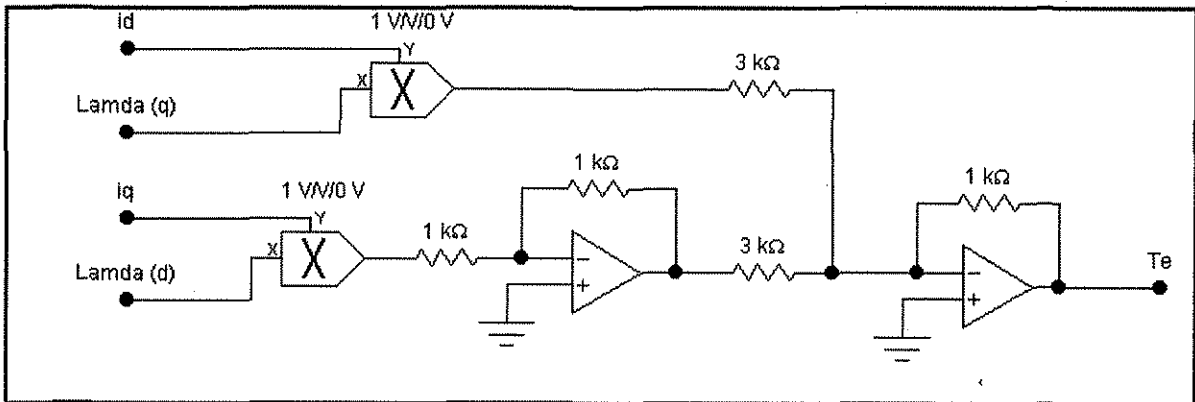 id
1 V/V/0 V
Y
X
X
3 kΩ
Lamda (q)
1 kΩ
1 kΩ
iq
1 V/V/0 V
Y
X
X
1 kΩ
3 kΩ
Lamda (d)
-
+
-
+
Te